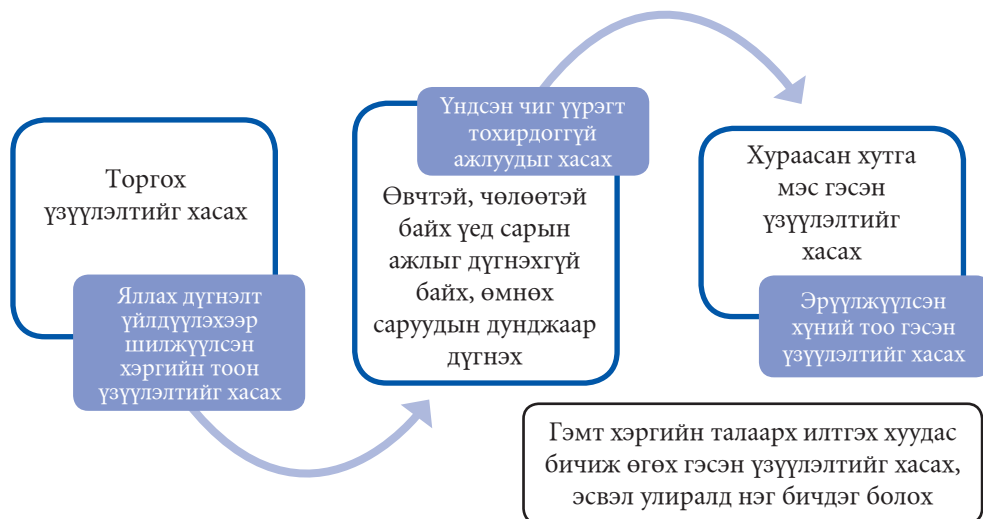 Торгох
үзүүлэлтийг хасах
Яллах дүгнэлт
үйлдүүлэхээр
шилжүүлсэн
хэргийн тоон
үзүүлэлтийг хасах
Үндсэн чиг үүрэгт
тохирдоггүй
ажлуудыг хасах
Өвчтэй, чөлөөтэй
байх үед сарын
ажлыг дүгнэхгүй
байх, өмнөх
саруудын дунджаар
дүгнэх
Хураасан хутга
мэс гэсэн
үзүүлэлтийг
хасах
Эрүүлжүүлсэн
хүний тоо гэсэн
үзүүлэлтийг хасах
Гэмт хэргийн талаарх илтгэх хуудас
бичиж өгөх гэсэн үзүүлэлтийг хасах,
эсвэл улиралд нэг бичдэг болох